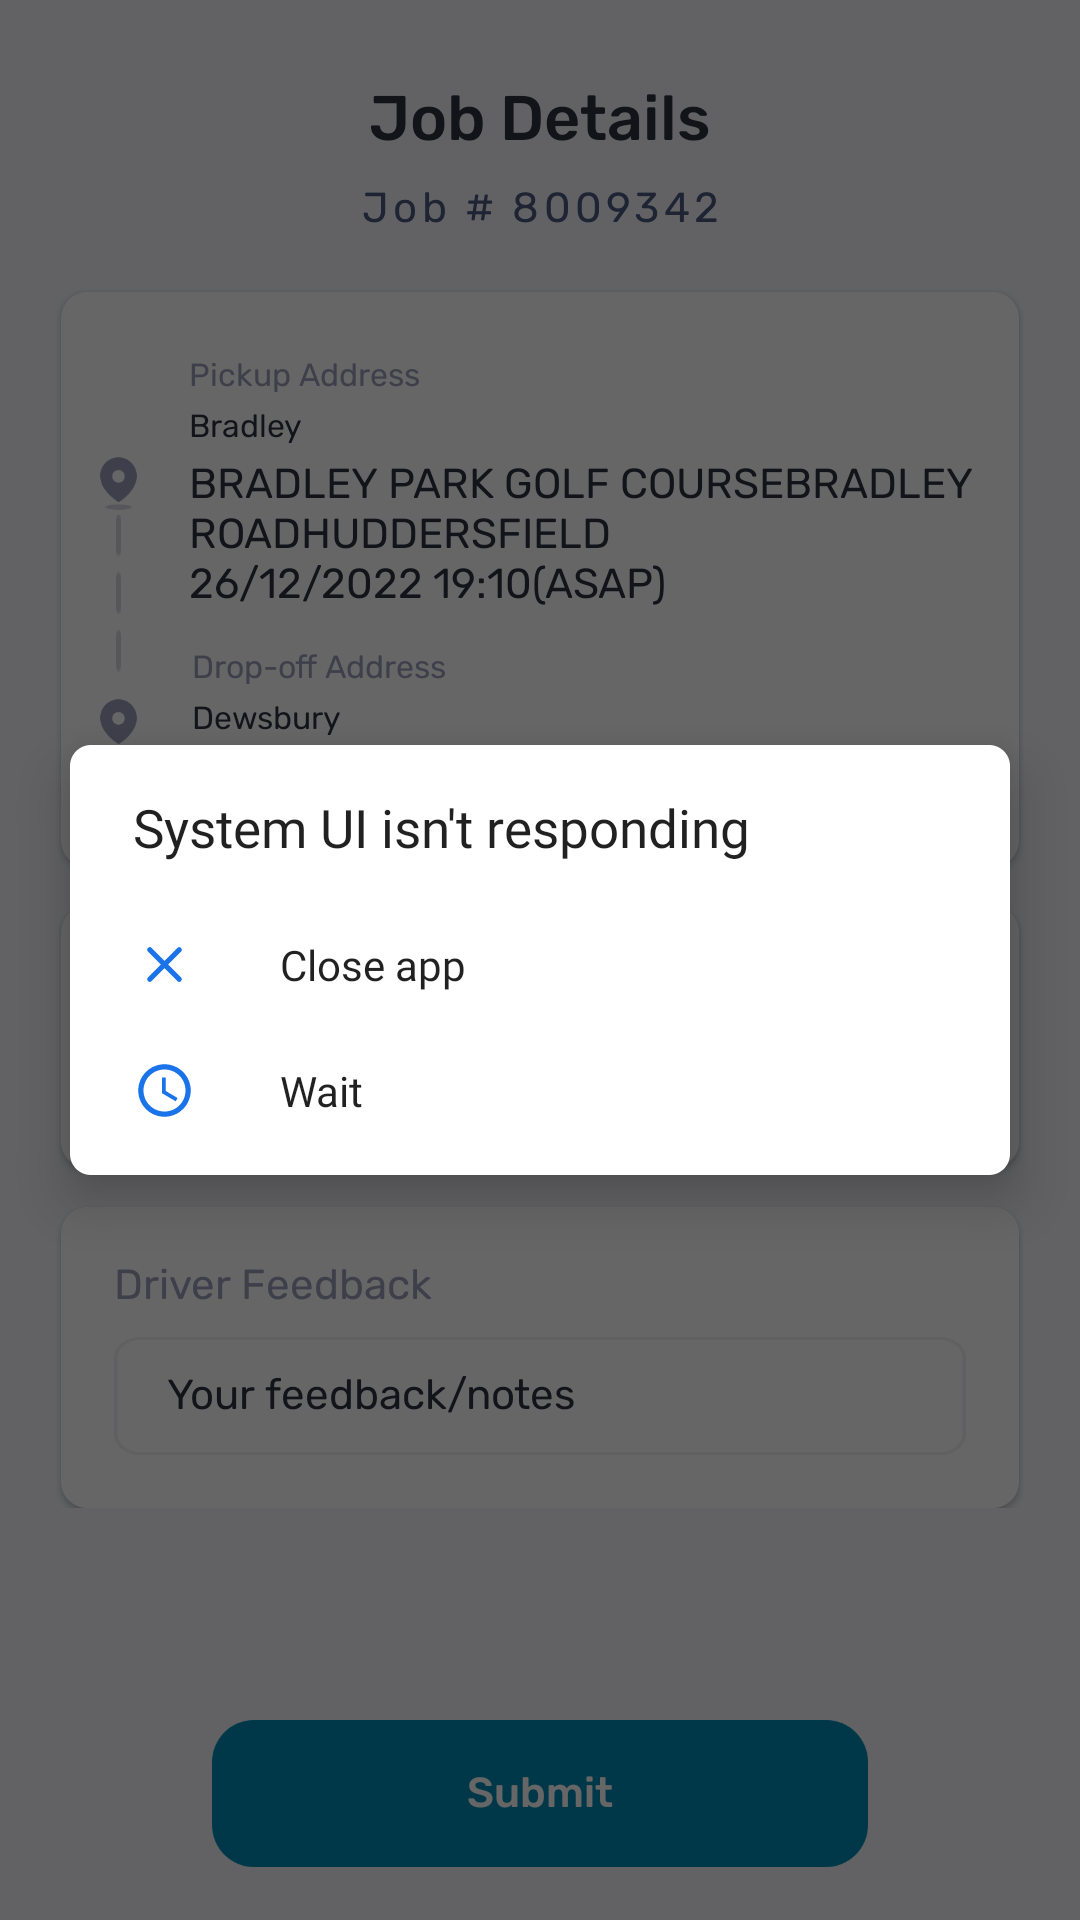 Job Details
Job # 8009342
Pickup Address
Bradley
BRADLEY PARK GOLF COURSEBRADLEY
ROADHUDDERSFIELD
26/12/2022 19:10(ASAP)
Drop-off Address
Dewsbury
System UI isn't responding
Close app
Wait
Driver Feedback
Your feedback/notes
Submit